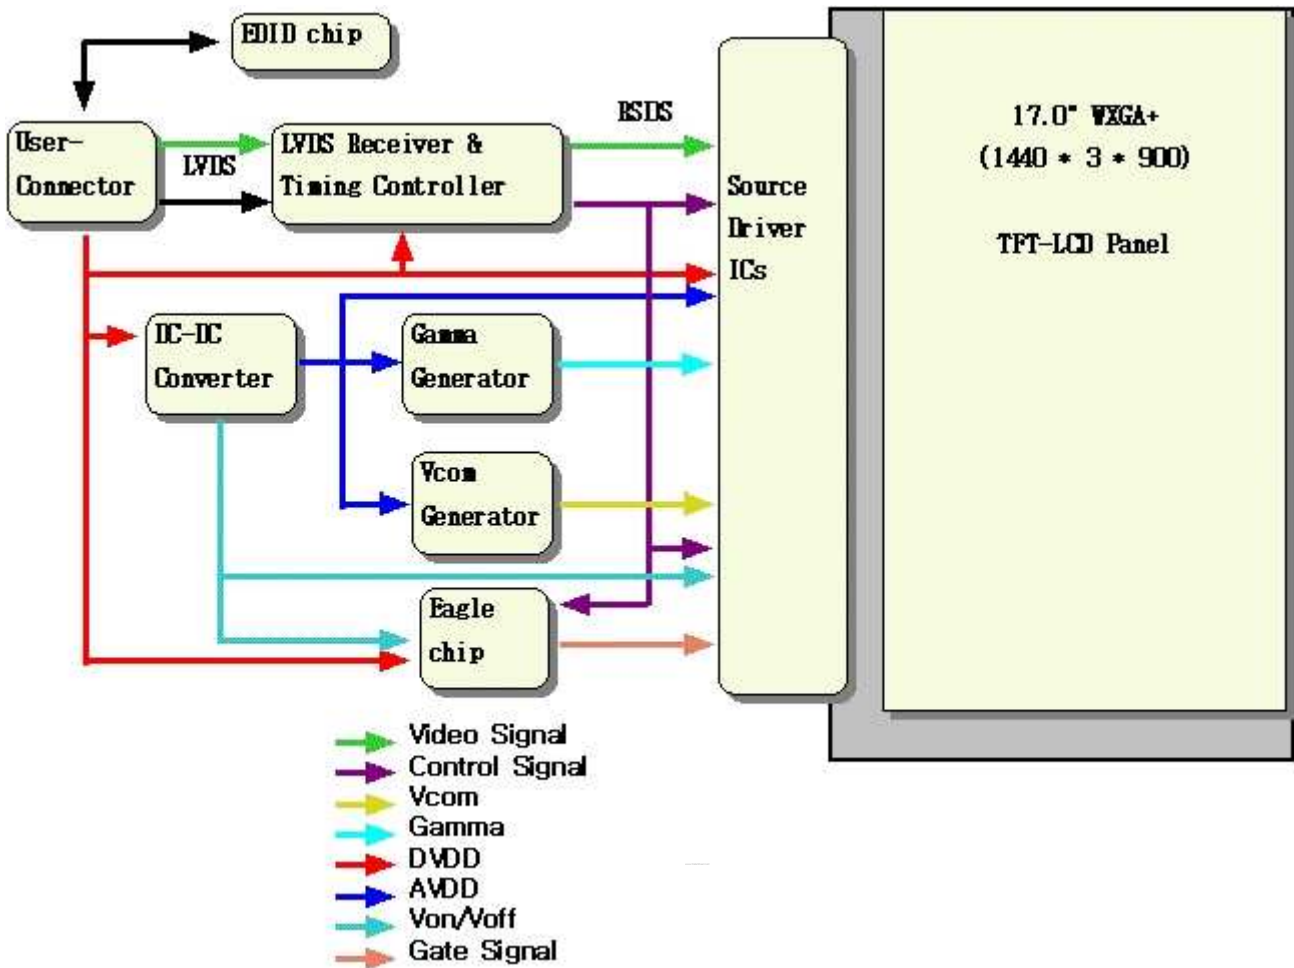 EDID chip
User-
Connector
LVDS
LVDS Receiver &
Timing Controller
RSDS
Source
Driver
ICs
17.0" WXGA+
(1440 * 3 * 900)
TFT-LCD Panel
DC-DC
Converter
Gamma
Generator
Vcom
Generator
Eagle
chip
Video Signal
Control Signal
Vcom
Gamma
DVDD
AVDD
Von/Voff
Gate Signal